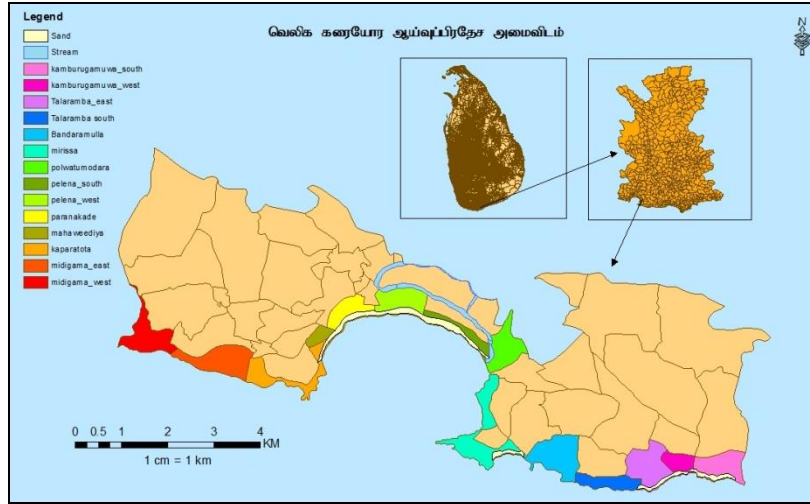 வெலிக கரையோர ஆய்வுப்பிரதேச அமைவிடம்
N
Legend
Sand
Stream
kamburugamuwa_south
kamburugamuwa_west
Talaramba_east
Talaramba south
Bandaramulla
mirissa
polwatumodara
pelena_south
pelena_west
paranakade
mahaweediya
kaparatota
midigama_east
midigama_west
0 0.5 1 2 3 4
KM
1 cm = 1 km